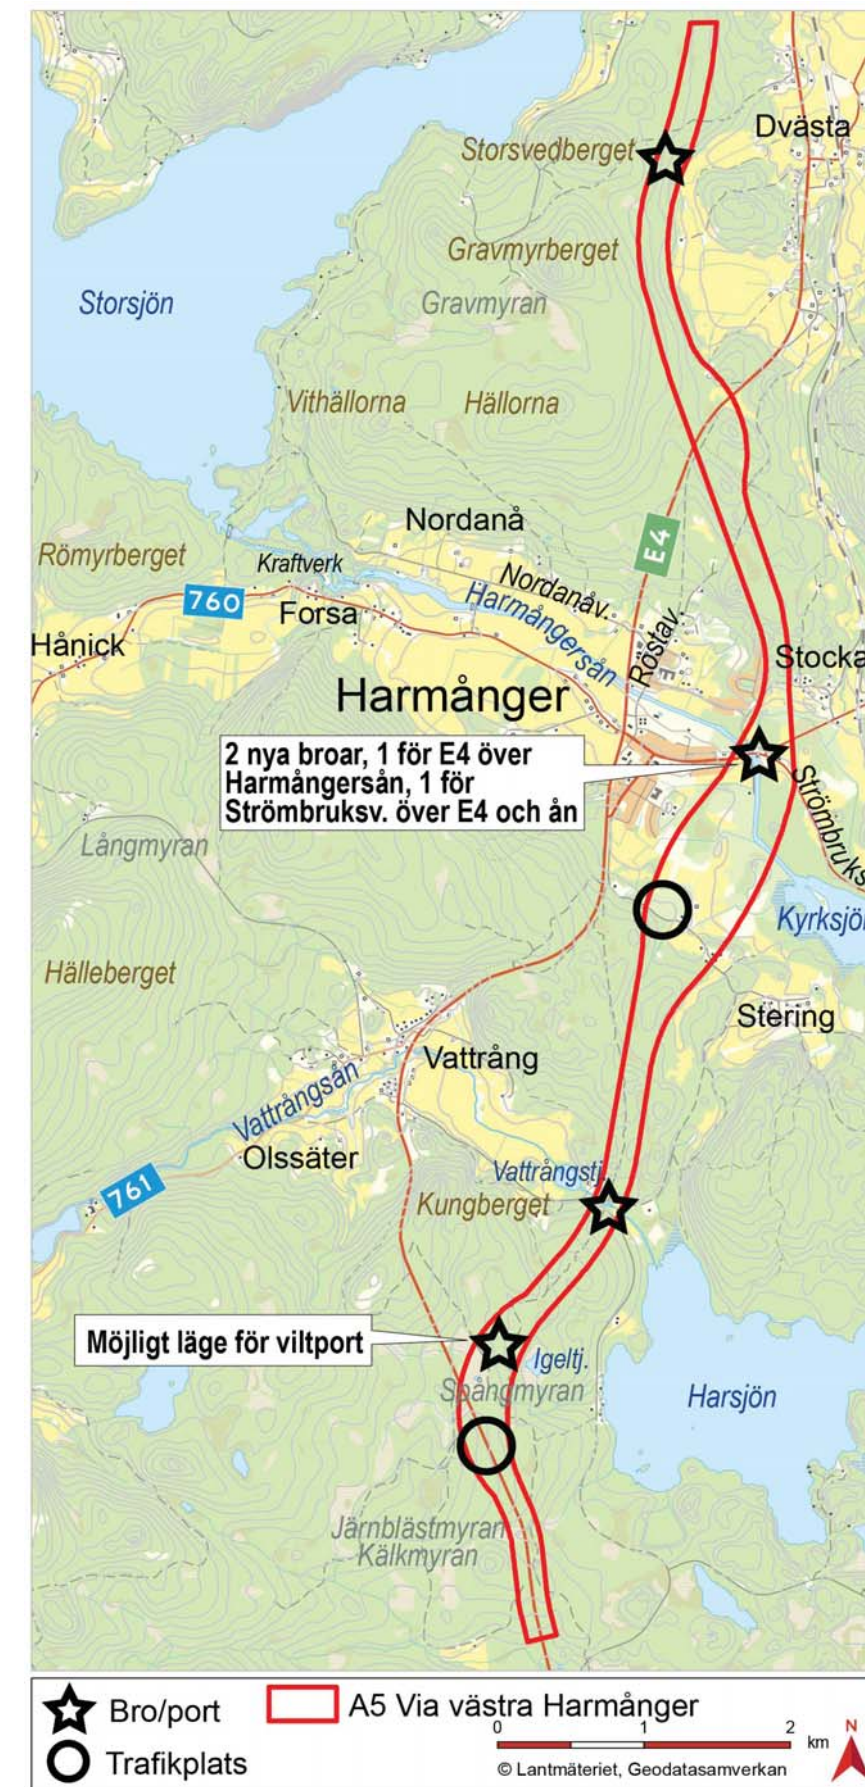 Dvästa
Storsvedberget
Gravmyrberget
Storsjön
Gravmyran
Vithällorna
Hällorna
Nordanå
E4
Römyrberget
Kraftverk
Nordanåv.
760
Forsa
Harmångersån
Röstav.
Hånick
Stocka
Harmånger
2 nya broar, 1 för E4 över
Harmångersån, 1 för
Strömbruksv. över E4 och ån
Strömbruks
Långmyran
Kyrksjö
Hälleberget
Stering
Vattrång
Vattrångsån
Olssäter
Vattrångstj.
761
Kungberget
Möjligt läge för viltport
Igeltj.
Spångmyran
Harsjön
Järnblästmyran
Kälkmyran
Bro/port
A5 Via västra Harmånger
Trafikplats
0 1 2
km
N
© Lantmäteriet, Geodatasamverkan